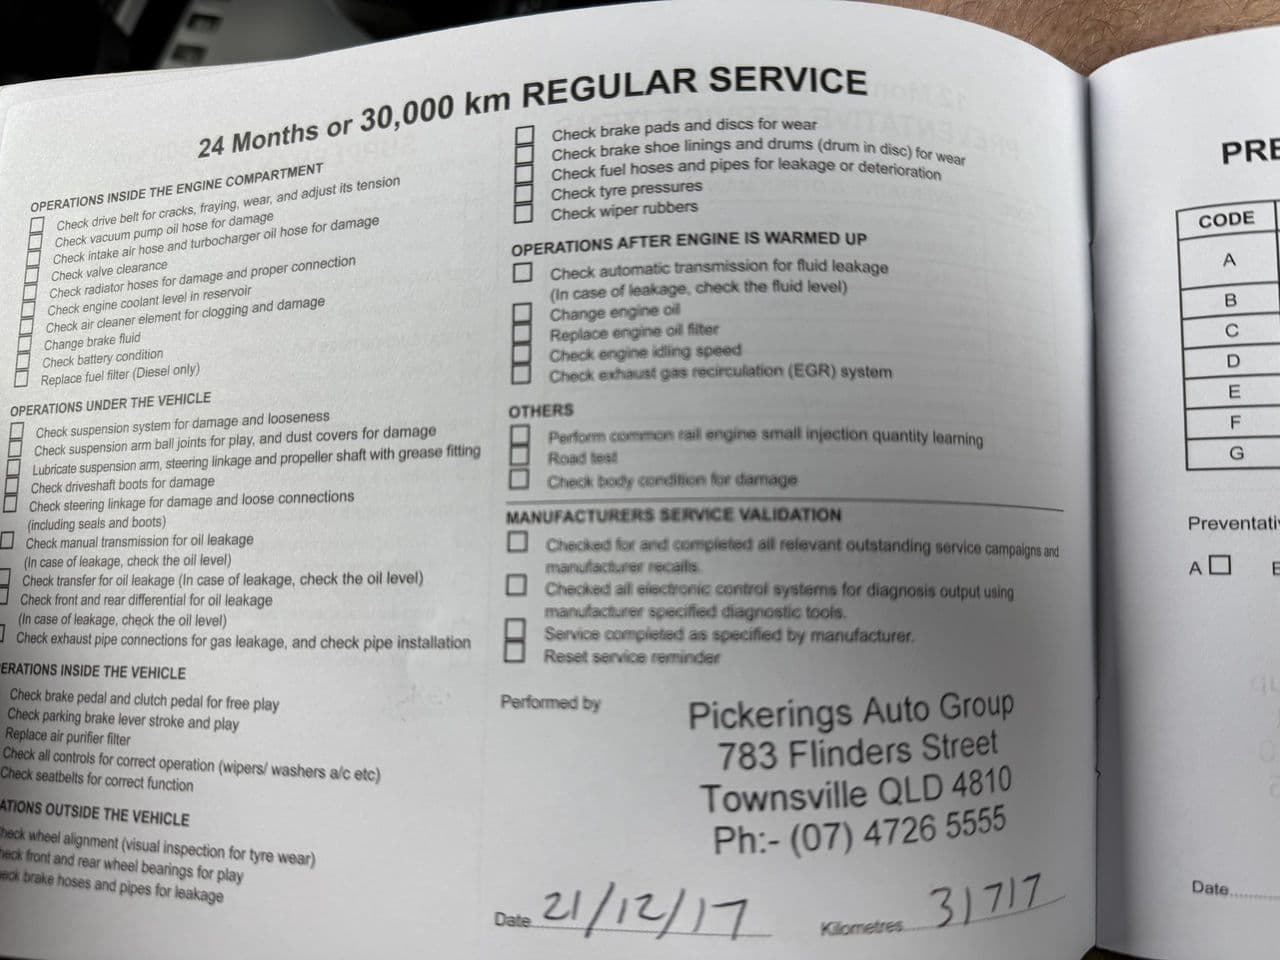 24 Months or 30,000 km REGULAR SERVICE
OPERATIONS INSIDE THE ENGINE COMPARTMENT
Check drive belt for cracks, fraying, wear, and adjust its tension
Check vacuum pump oil hose for damage
Check intake air hose and turbocharger oil hose for damage
Check valve clearance
Check radiator hoses for damage and proper connection
Check engine coolant level in reservoir
Check air cleaner element for clogging and damage
Change brake fluid
Check battery condition
Replace fuel filter (Diesel only)
OPERATIONS UNDER THE VEHICLE
Check suspension system for damage and looseness
Check suspension arm ball joints for play, and dust covers for damage
Lubricate suspension arm, steering linkage and propeller shaft with grease fitting
Check driveshaft boots for damage
Check steering linkage for damage and loose connections
(including seals and boots)
Check manual transmission for oil leakage
(In case of leakage, check the oil level)
Check transfer for oil leakage (In case of leakage, check the oil level)
Check front and rear differential for oil leakage
(In case of leakage, check the oil level)
Check exhaust pipe connections for gas leakage, and check pipe installation
ERATIONS INSIDE THE VEHICLE
Check brake pedal and clutch pedal for free play
Check parking brake lever stroke and play
Replace air purifier filter
Check all controls for correct operation (wipers/ washers a/c etc)
Check seatbelts for correct function
ATIONS OUTSIDE THE VEHICLE
heck wheel alignment (visual inspection for tyre wear)
heck front and rear wheel bearings for play
eck brake hoses and pipes for leakage
Check brake pads and discs for wear
Check brake shoe linings and drums (drum in disc) for wear
Check fuel hoses and pipes for leakage or deterioration
Check tyre pressures
Check wiper rubbers
OPERATIONS AFTER ENGINE IS WARMED UP
Check automatic transmission for fluid leakage
(In case of leakage, check the fluid level)
Change engine oil
Replace engine oil filter
Check engine idling speed
Check exhaust gas recirculation (EGR) system
OTHERS
Perform common rail engine small injection quantity learning
Road test
Check body condition for damage
MANUFACTURERS SERVICE VALIDATION
Checked for and completed all relevant outstanding service campaigns and
manufacturer recalls.
Checked all electronic control systems for diagnosis output using
manufacturer specified diagnostic tools.
Service completed as specified by manufacturer.
Reset service reminder
Performed by
Pickerings Auto Group
783 Flinders Street
Townsville QLD 4810
Ph:- (07) 4726 5555
Date 21/12/17 Kilometres 31717
PRE
CODE
A
B
C
D
E
F
G
Preventati
A E
Date